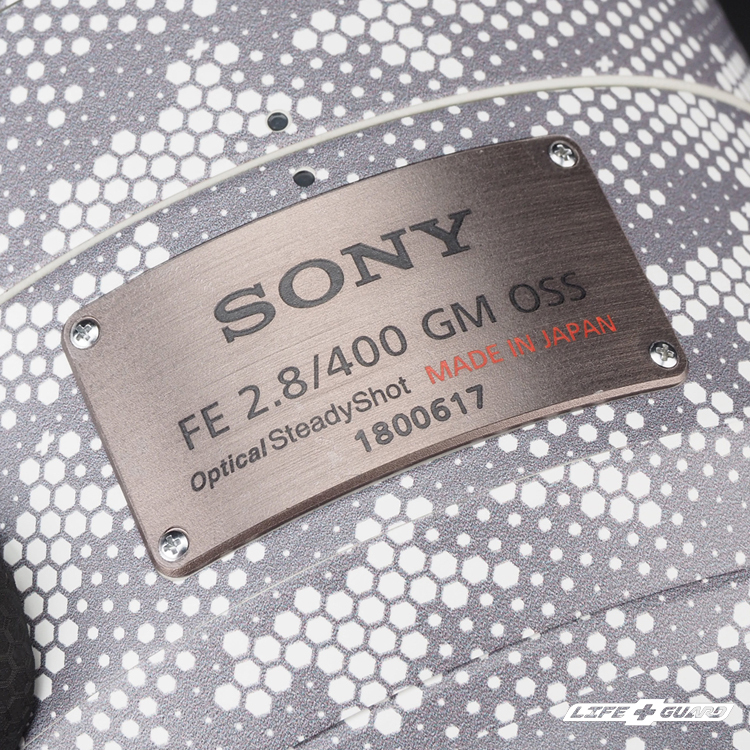 SONY
FE 2.8/400 GM OSS
Optical SteadyShot MADE IN JAPAN
1800617
LIFE+GUARD